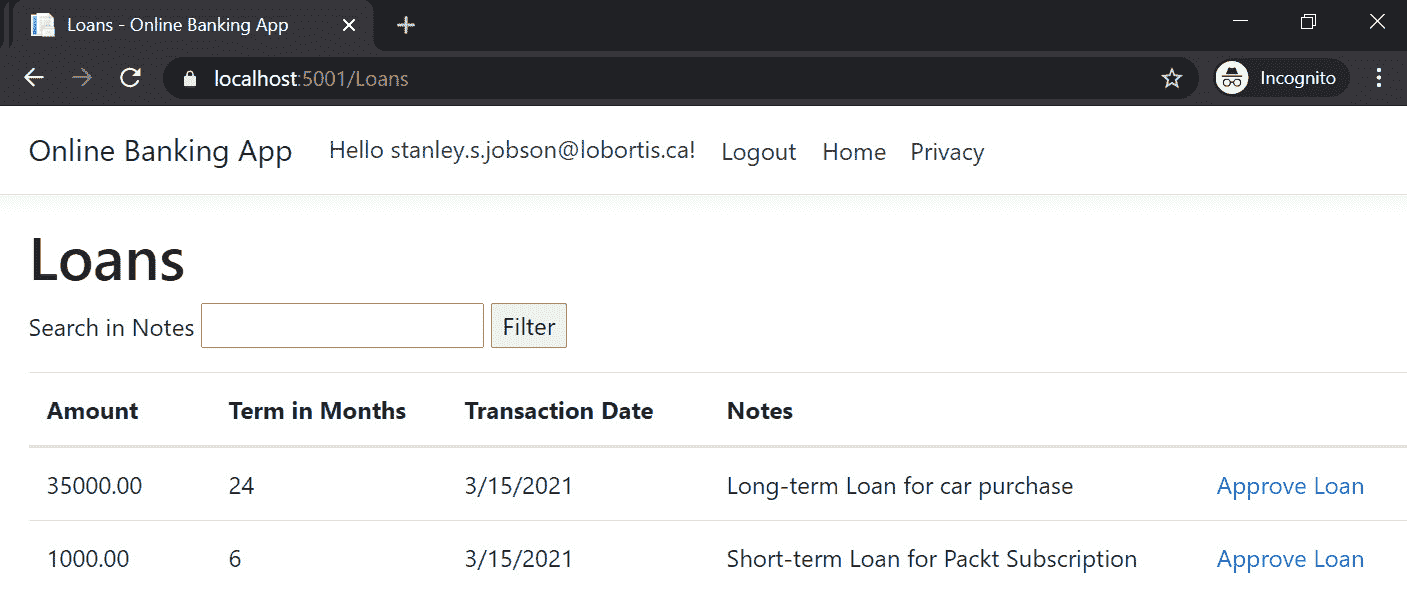 Loans - Online Banking App
localhost:5001/Loans
Incognito
Online Banking App Hello stanley.s.jobson@lobortis.ca! Logout Home Privacy
Loans
Search in Notes Filter
Amount Term in Months Transaction Date Notes
35000.00 24 3/15/2021 Long-term Loan for car purchase Approve Loan
1000.00 6 3/15/2021 Short-term Loan for Packt Subscription Approve Loan